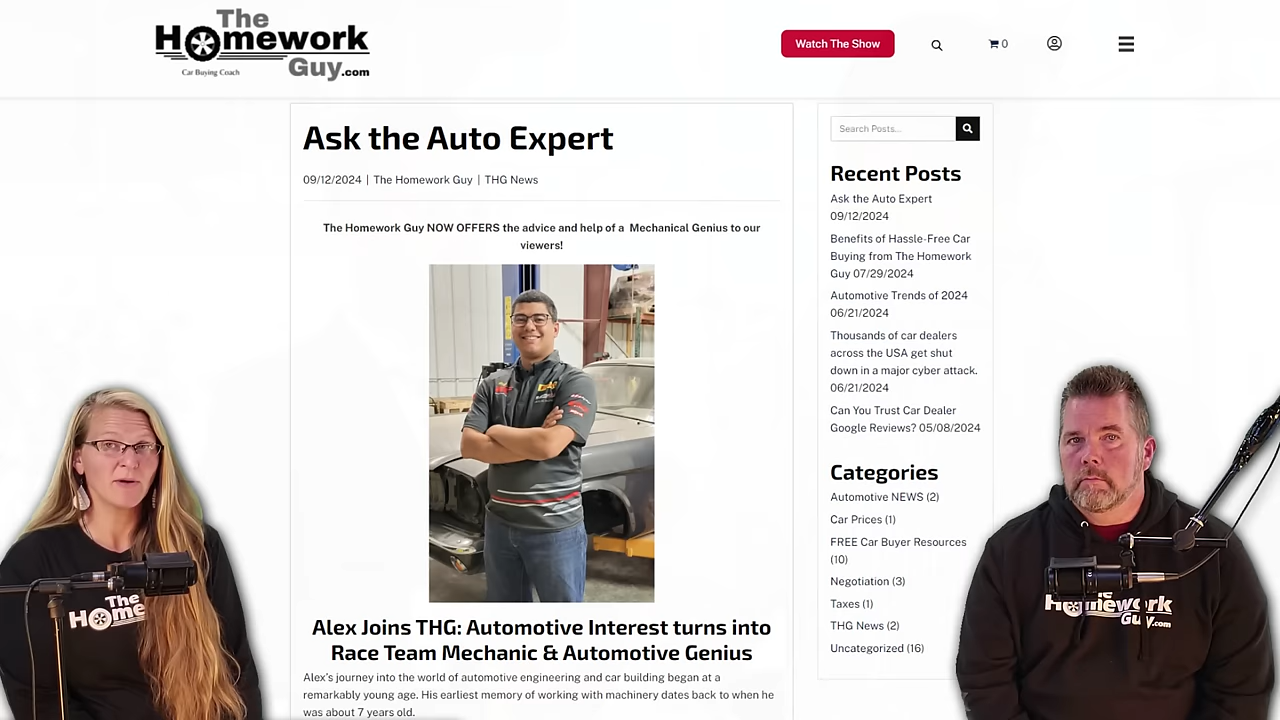 The
Homework
Guy.com
Car Buying Coach
Watch The Show
0
Ask the Auto Expert
09/12/2024 | The Homework Guy | THG News
The Homework Guy NOW OFFERS the advice and help of a Mechanical Genius to our
viewers!
Alex Joins THG: Automotive Interest turns into
Race Team Mechanic & Automotive Genius
Alex's journey into the world of automotive engineering and car building began at a
remarkably young age. His earliest memory of working with machinery dates back to when he
was about 7 years old.
Search Posts...
Recent Posts
Ask the Auto Expert
09/12/2024
Benefits of Hassle-Free Car
Buying from The Homework
Guy 07/29/2024
Automotive Trends of 2024
06/21/2024
Thousands of car dealers
across the USA get shut
down in a major cyber attack.
06/21/2024
Can You Trust Car Dealer
Google Reviews? 05/08/2024
Categories
Automotive NEWS (2)
Car Prices (1)
FREE Car Buyer Resources
(10)
Negotiation (3)
Taxes (1)
THG News (2)
Uncategorized (16)
The
Homework
Guy.com